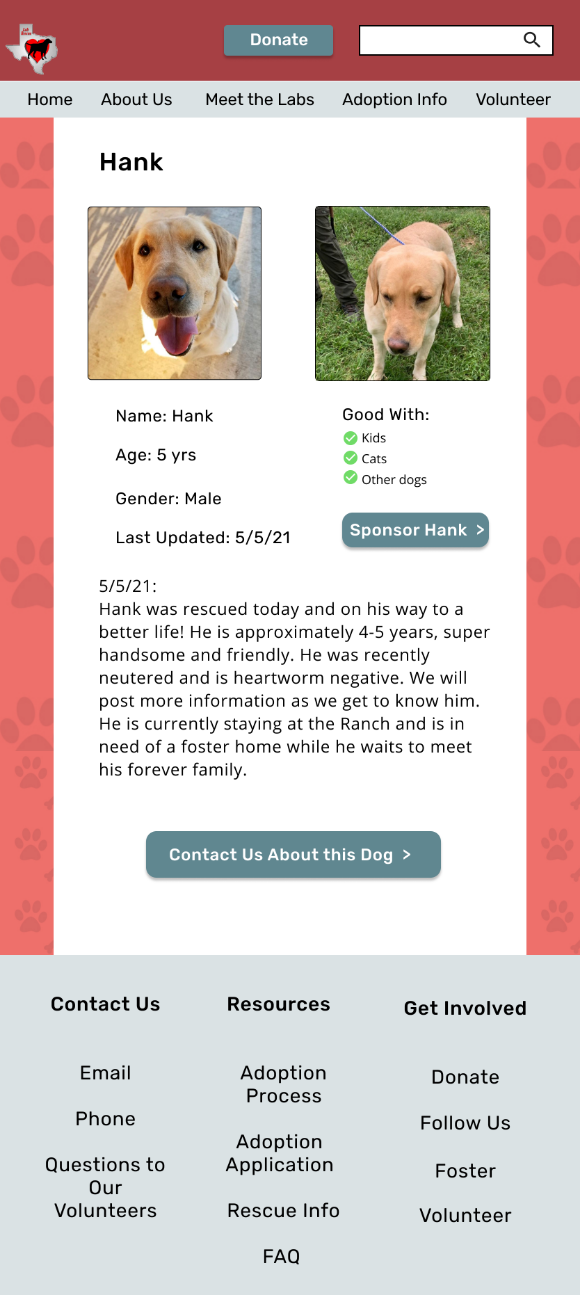 Donate
Home About Us Meet the Labs Adoption Info Volunteer
Hank
Name: Hank
Age: 5 yrs
Gender: Male
Last Updated: 5/5/21
Good With:
Kids
Cats
Other dogs
Sponsor Hank >
5/5/21:
Hank was rescued today and on his way to a
better life! He is approximately 4-5 years, super
handsome and friendly. He was recently
neutered and is heartworm negative. We will
post more information as we get to know him.
He is currently staying at the Ranch and is in
need of a foster home while he waits to meet
his forever family.
Contact Us About this Dog >
Contact Us
Email
Phone
Questions to
Our
Volunteers
Resources
Adoption
Process
Adoption
Application
Rescue Info
FAQ
Get Involved
Donate
Follow Us
Foster
Volunteer